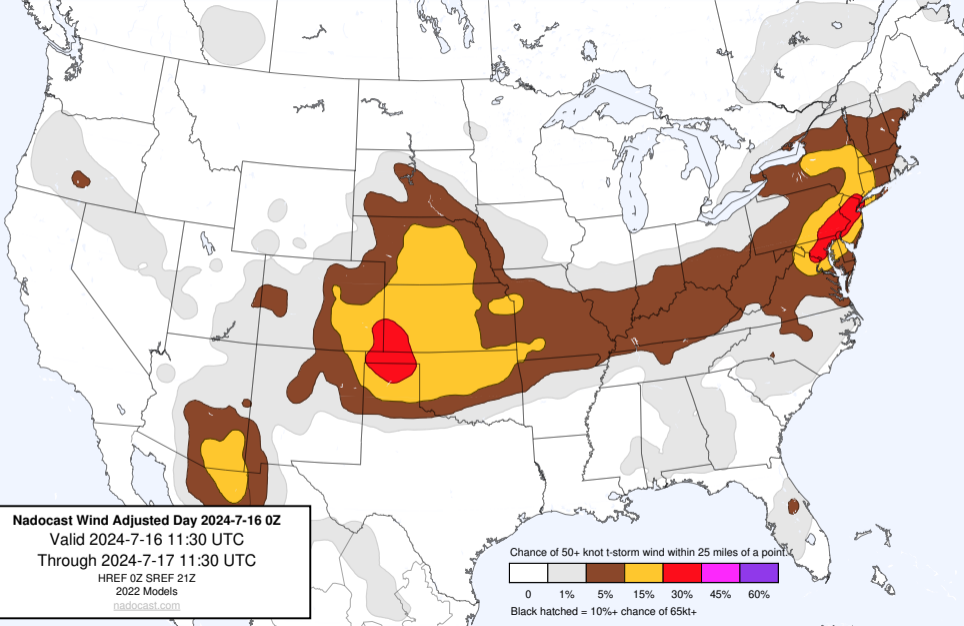 Nadocast Wind Adjusted Day 2024-7-16 0Z
Valid 2024-7-16 11:30 UTC
Through 2024-7-17 11:30 UTC
HREF 0Z SREF 21Z
2022 Models
nadocast.com
Chance of 50+ knot t-storm wind within 25 miles of a point.
0 1% 5% 15% 30% 45% 60%
Black hatched = 10%+ chance of 65kt+